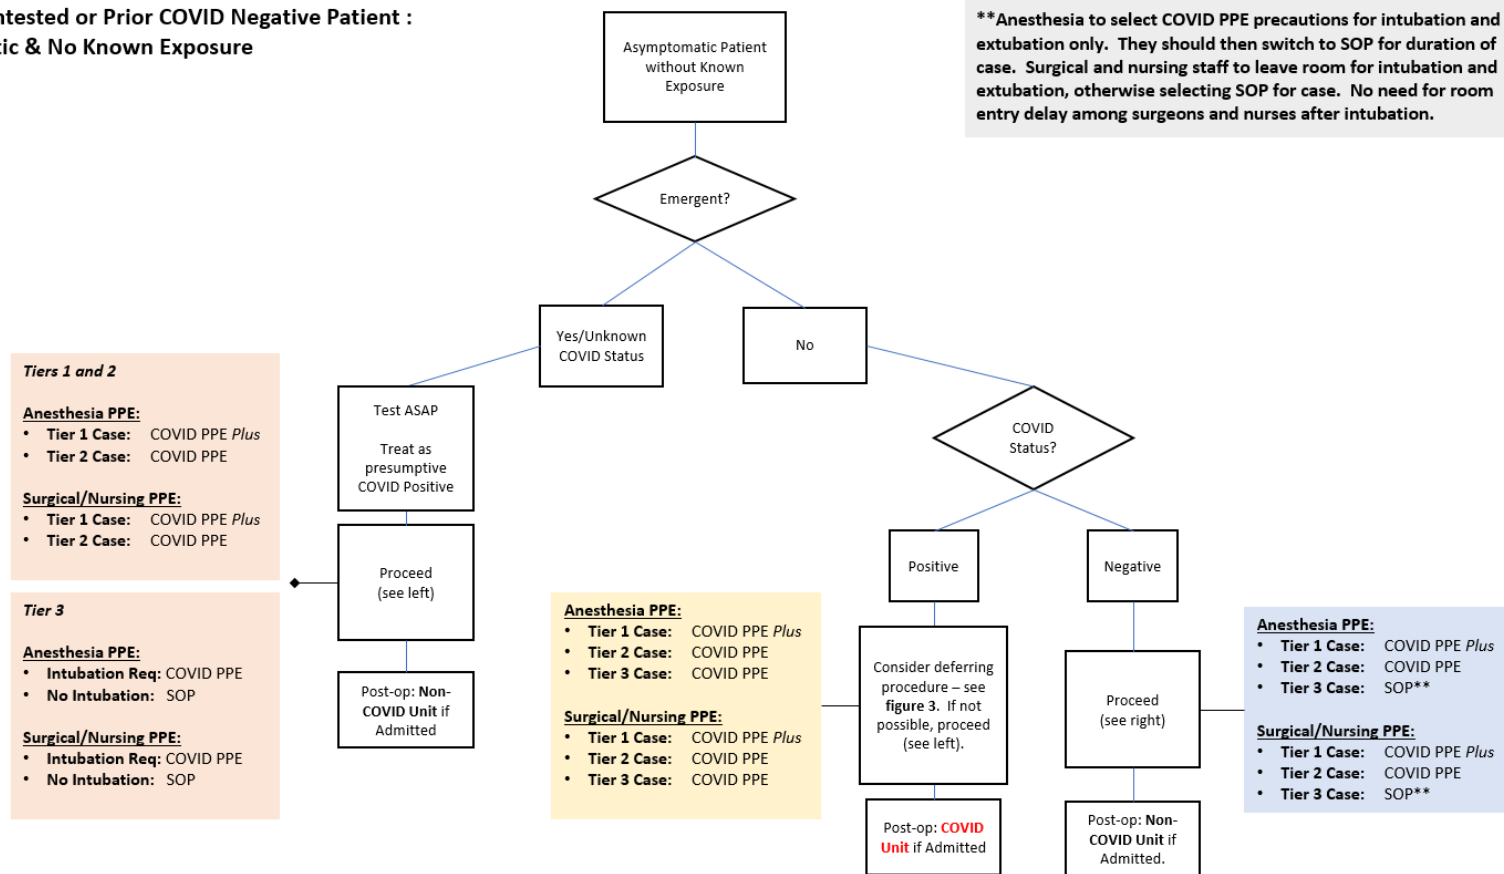 ntested or Prior COVID Negative Patient :
tic & No Known Exposure
**Anesthesia to select COVID PPE precautions for intubation and
extubation only. They should then switch to SOP for duration of
case. Surgical and nursing staff to leave room for intubation and
extubation, otherwise selecting SOP for case. No need for room
entry delay among surgeons and nurses after intubation.
Asymptomatic Patient
without Known
Exposure
Emergent?
Yes/Unknown
COVID Status
No
Tiers 1 and 2
Anesthesia PPE:
• Tier 1 Case: COVID PPE Plus
• Tier 2 Case: COVID PPE
Surgical/Nursing PPE:
• Tier 1 Case: COVID PPE Plus
• Tier 2 Case: COVID PPE
Tier 3
Anesthesia PPE:
• Intubation Req: COVID PPE
• No Intubation: SOP
Surgical/Nursing PPE:
• Intubation Req: COVID PPE
• No Intubation: SOP
Test ASAP
Treat as
presumptive
COVID Positive
Proceed
(see left)
Post-op: Non-
COVID Unit if
Admitted
COVID
Status?
Positive
Negative
Anesthesia PPE:
• Tier 1 Case: COVID PPE Plus
• Tier 2 Case: COVID PPE
• Tier 3 Case: COVID PPE
Surgical/Nursing PPE:
• Tier 1 Case: COVID PPE Plus
• Tier 2 Case: COVID PPE
• Tier 3 Case: COVID PPE
Consider deferring
procedure – see
figure 3. If not
possible, proceed
(see left).
Post-op: COVID
Unit if Admitted
Proceed
(see right)
Post-op: Non-
COVID Unit if
Admitted.
Anesthesia PPE:
• Tier 1 Case: COVID PPE Plus
• Tier 2 Case: COVID PPE
• Tier 3 Case: SOP**
Surgical/Nursing PPE:
• Tier 1 Case: COVID PPE Plus
• Tier 2 Case: COVID PPE
• Tier 3 Case: SOP**